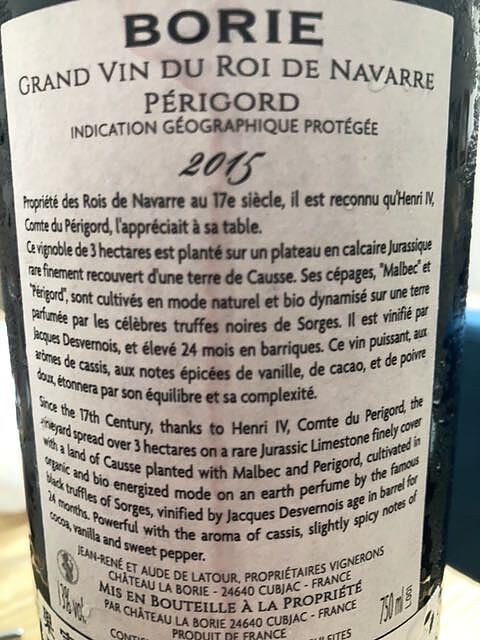 BORIE
GRAND VIN DU ROI DE NAVARRE
PÉRIGORD
INDICATION GÉOGRAPHIQUE PROTÉGÉE
2015
Propriété des Rois de Navarre au 17e siècle, il est reconnu qu'Henri IV,
Comte du Périgord, l'appréciait à sa table.
Ce vignoble de 3 hectares est planté sur un plateau en calcaire Jurassique
rare finement recouvert d'une terre de Causse. Ses cépages, "Malbec" et
"Périgord", sont cultivés en mode naturel et bio dynamisé sur une terre
parfumée par les célèbres truffes noires de Sorges. Il est vinifié par
Jacques Desvernois, et élevé 24 mois en barriques. Ce vin puissant, aux
arômes de cassis, aux notes épicées de vanille, de cacao, et de poivre
doux, étonnera par son équilibre et sa complexité.
Since the 17th Century, thanks to Henri IV, Comte du Perigord, the
vineyard spread over 3 hectares on a rare Jurassic Limestone finely cover
with a land of Causse planted with Malbec and Perigord, cultivated in
organic and bio energized mode on an earth perfume by the famous
black truffles of Sorges, vinified by Jacques Desvernois age in barrel for
24 months. Powerful with the aroma of cassis, slightly spicy notes of
cocoa, vanilla and sweet pepper.
JEAN-RENÉ ET AUDE DE LATOUR, PROPRIÉTAIRES VIGNERONS
CHÂTEAU LA BORIE - 24640 CUBJAC - FRANCE
MIS EN BOUTEILLE À LA PROPRIÉTÉ
PAR CHÂTEAU LA BORIE - 24640 CUBJAC - FRANCE
13% vol.
750 ml
PRODUIT DE FRANCE